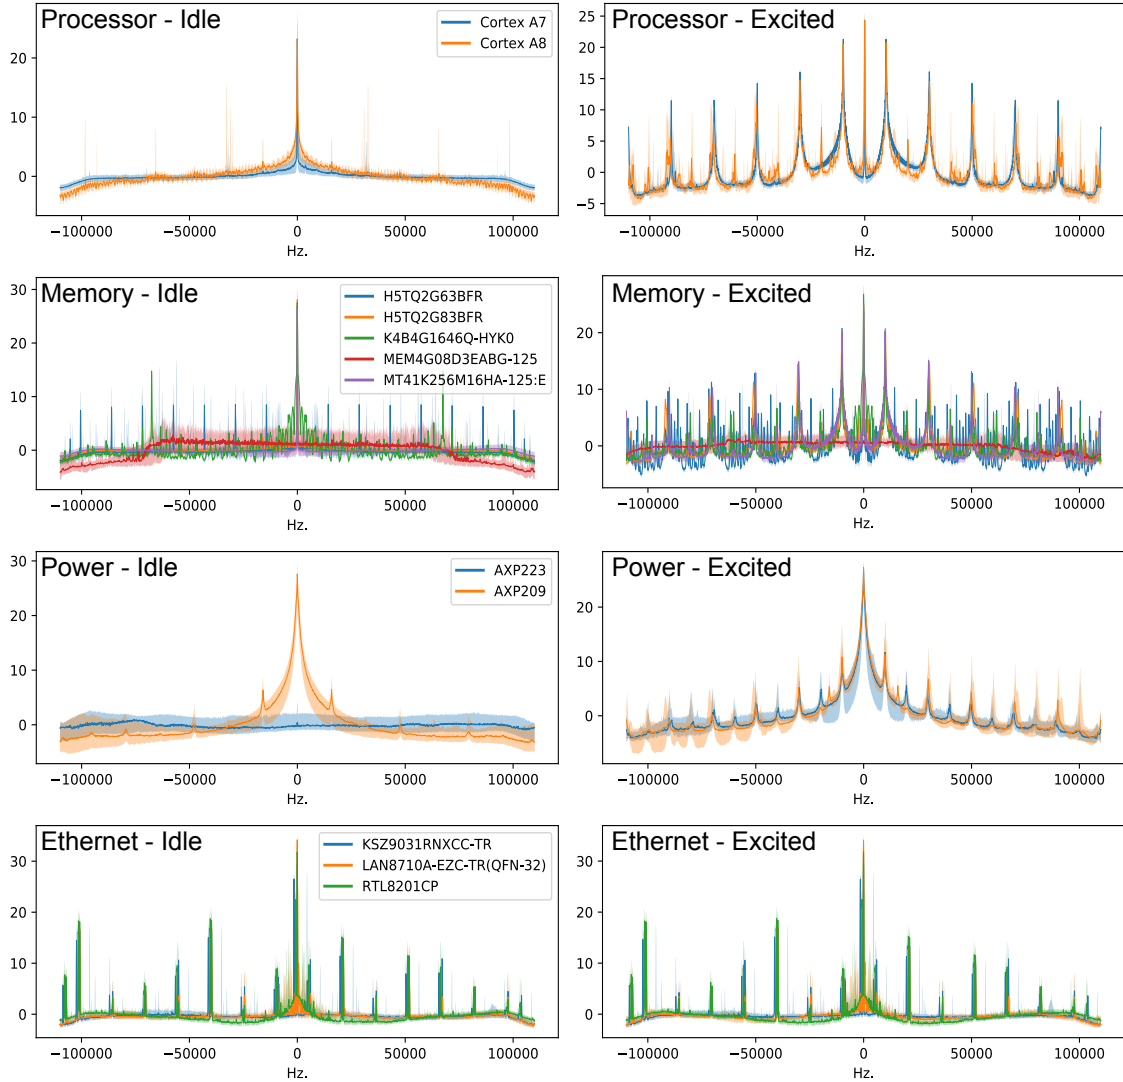 Processor - Idle
Cortex A7
Cortex A8
20
10
0
−100000 −50000 0 50000 100000
Hz.
Processor - Excited
25
20
15
10
5
0
−5
−100000 −50000 0 50000 100000
Hz.
Memory - Idle
H5TQ2G63BFR
H5TQ2G83BFR
K4B4G1646Q-HYK0
MEM4G08D3EABG-125
MT41K256M16HA-125:E
30
20
10
0
−100000 −50000 0 50000 100000
Hz.
Memory - Excited
20
10
0
−100000 −50000 0 50000 100000
Hz.
Power - Idle
AXP223
AXP209
30
20
10
0
−100000 −50000 0 50000 100000
Hz.
Power - Excited
20
10
0
−100000 −50000 0 50000 100000
Hz.
Ethernet - Idle
KSZ9031RNXCC-TR
LAN8710A-EZC-TR(QFN-32)
RTL8201CP
30
20
10
0
−100000 −50000 0 50000 100000
Hz.
Ethernet - Excited
30
20
10
0
−100000 −50000 0 50000 100000
Hz.